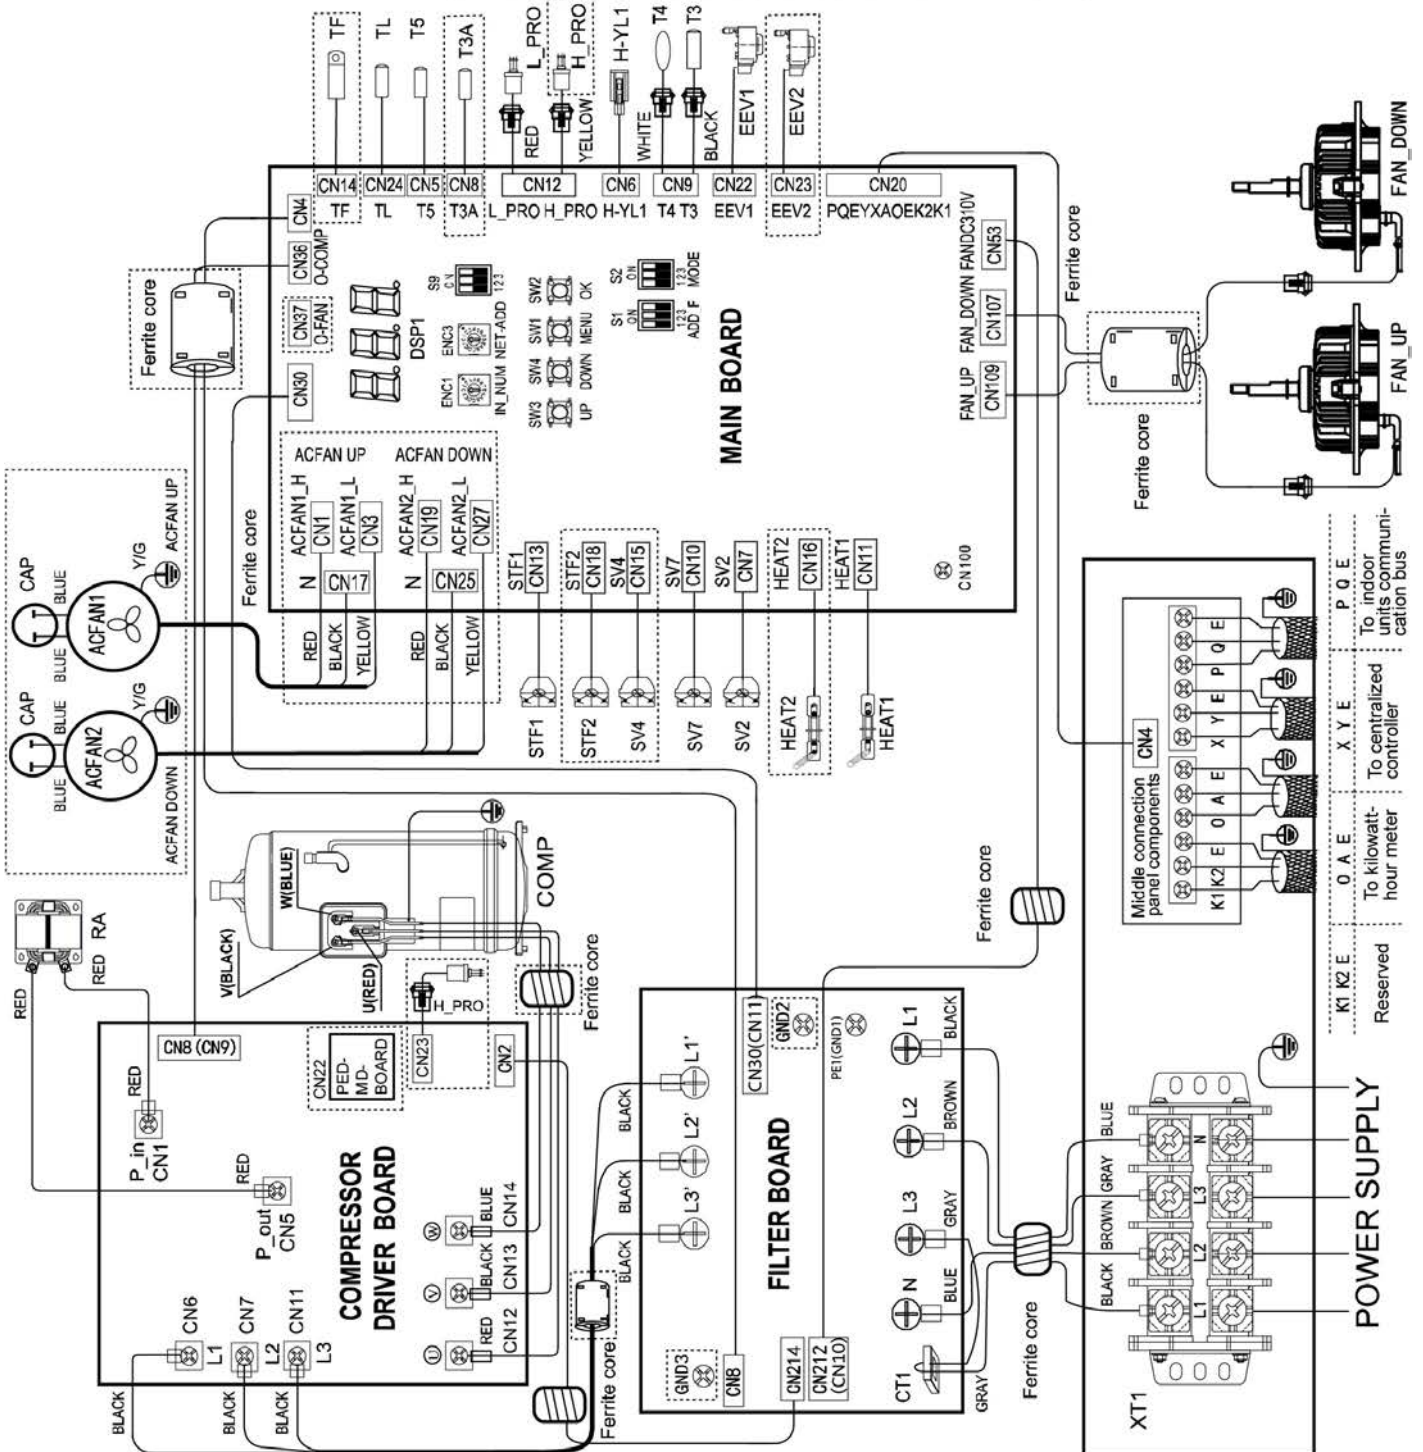 TF
TL
T5
T3A
L_PRO
H_PRO
H-YL1
T4
T3
EEV1
EEV2
RED
YELLOW
WHITE
BLACK
CN14
CN24
CN5
CN8
CN12
CN6
CN9
CN22
CN23
CN20
TF
TL
T5
T3A
L_PRO H_PRO
H-YL1
T4 T3
EEV1
EEV2
PQEYXAOEK2K1
CN4
CN36
O-COMP
CN37
O-FAN
CN30
Ferrite core
Ferrite core
DSP1
S9
ON
123
ENC3
NET-ADD
ENC1
IN_NUM
SW2
OK
SW1
MENU
SW4
DOWN
SW3
UP
S2
ON
123
MODE
S1
ON
123
ADD F
MAIN BOARD
FANDC310V
CN53
FAN_DOWN
CN107
FAN_UP
CN109
Ferrite core
Ferrite core
FAN_DOWN
FAN_UP
CAP
BLUE
BLUE
ACFAN1
Y/G
ACFAN UP
CAP
BLUE
BLUE
ACFAN2
Y/G
ACFAN DOWN
ACFAN UP
ACFAN DOWN
ACFAN1_H
CN1
ACFAN1_L
CN3
N
CN17
ACFAN2_H
CN19
ACFAN2_L
CN27
N
CN25
RED
BLACK
YELLOW
RED
BLACK
YELLOW
STF1
CN13
STF2
CN18
SV4
CN15
SV7
CN10
SV2
CN7
HEAT2
CN16
HEAT1
CN11
CN100
STF1
STF2
SV4
SV7
SV2
HEAT2
HEAT1
RA
RED
RED
COMP
W(BLUE)
V(BLACK)
U(RED)
Ferrite core
CN8 (CN9)
CN22
PED-
MD-
BOARD
CN23
H_PRO
CN2
RED
P_in
CN1
RED
P_out
CN5
COMPRESSOR
DRIVER BOARD
W
BLUE
CN14
V
BLACK
CN13
U
RED
CN12
CN6
L1
CN7
L2
CN11
L3
BLACK
BLACK
BLACK
Ferrite core
Ferrite core
BLACK
BLACK
BLACK
L1'
L2'
L3'
CN30(CN11)
GND2
PE1(GND1)
FILTER BOARD
GND3
CN8
CN214
CN212
(CN10)
L1
BLACK
L2
BROWN
L3
GRAY
N
BLUE
CT1
GRAY
Ferrite core
Middle connection
panel components
CN4
K1 K2 E O A E X Y E P Q E
K1 K2 E
Reserved
O A E
To kilowatt-
hour meter
X Y E
To centralized
controller
P Q E
To indoor
units communi-
cation bus
BLACK
BROWN
GRAY
BLUE
L1
L2
L3
N
XT1
POWER SUPPLY